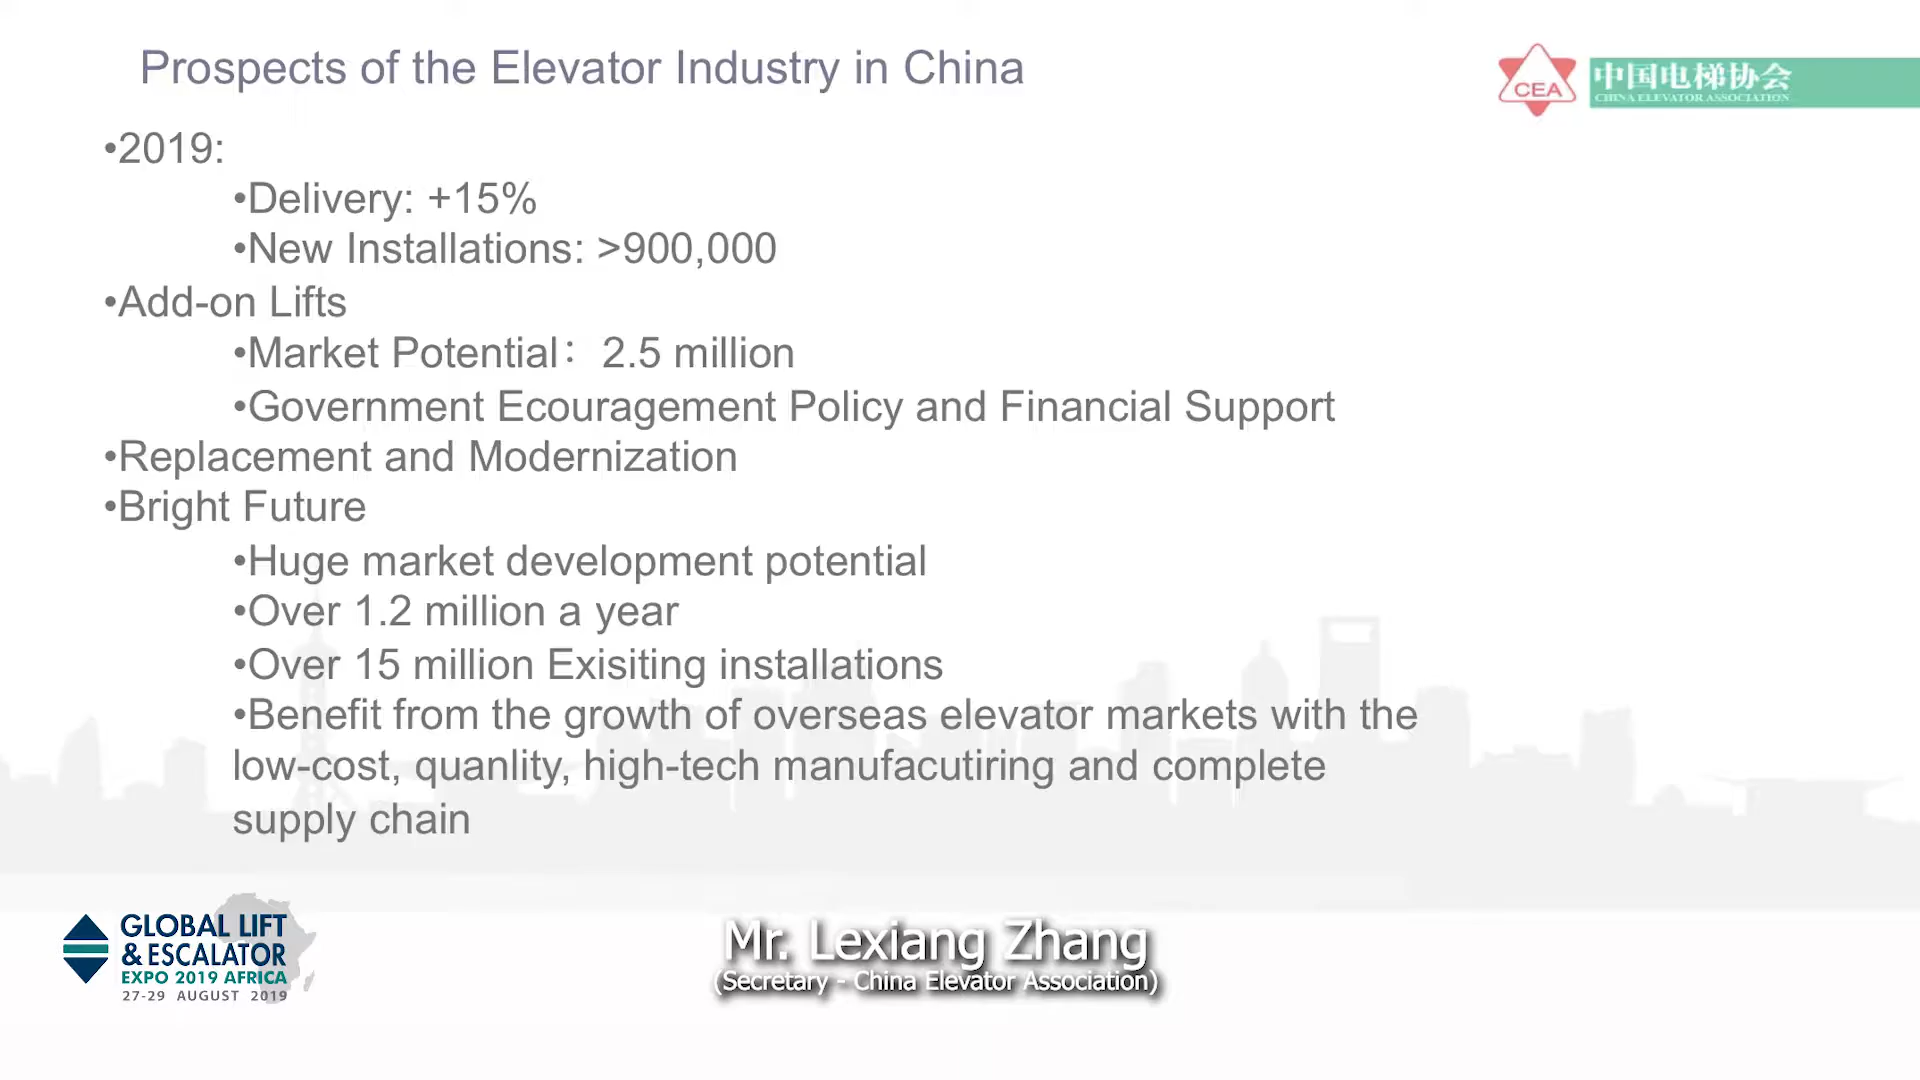 Prospects of the Elevator Industry in China
CEA
中国电梯协会
CHINA ELEVATOR ASSOCIATION
•2019:
•Delivery: +15%
•New Installations: >900,000
•Add-on Lifts
•Market Potential：2.5 million
•Government Ecouragement Policy and Financial Support
•Replacement and Modernization
•Bright Future
•Huge market development potential
•Over 1.2 million a year
•Over 15 million Exisiting installations
•Benefit from the growth of overseas elevator markets with the
low-cost, quanlity, high-tech manufacutiring and complete
supply chain
GLOBAL LIFT
& ESCALATOR
EXPO 2019 AFRICA
27-29 AUGUST 2019
Mr. Lexiang Zhang
(Secretary - China Elevator Association)